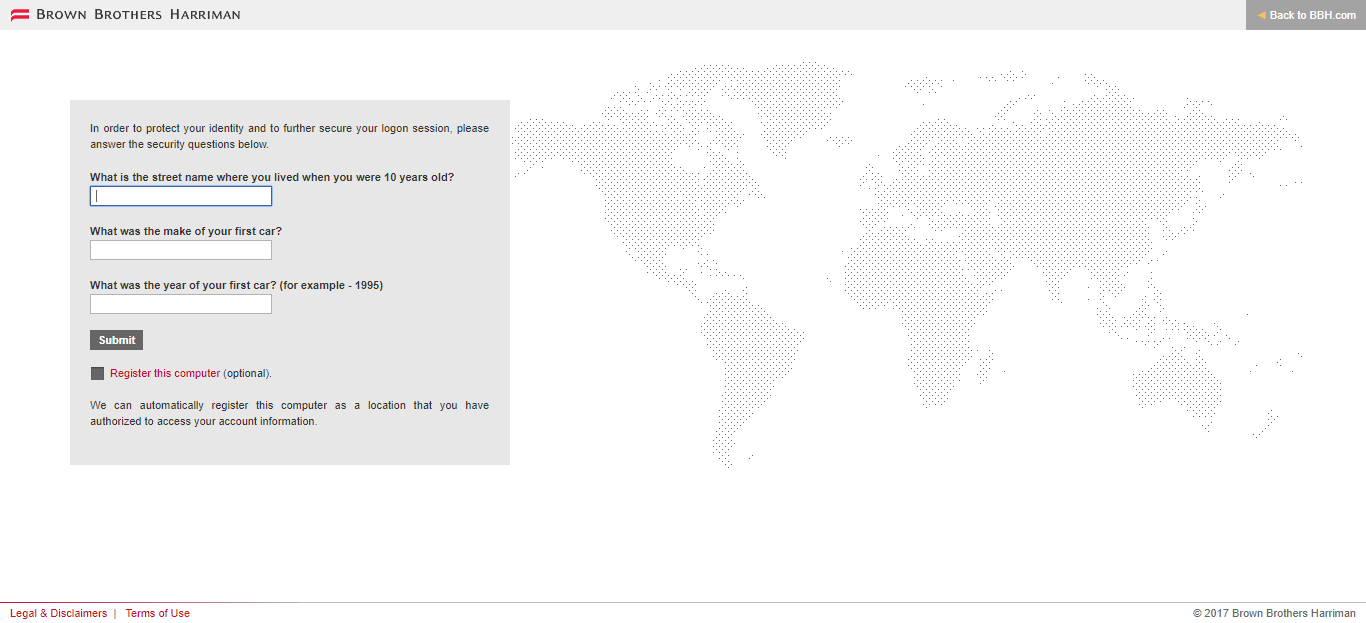 Brown Brothers Harriman
Back to BBH.com
In order to protect your identity and to further secure your logon session, please
answer the security questions below.
What is the street name where you lived when you were 10 years old?
What was the make of your first car?
What was the year of your first car? (for example - 1995)
Submit
Register this computer (optional).
We can automatically register this computer as a location that you have
authorized to access your account information.
Legal & Disclaimers | Terms of Use
© 2017 Brown Brothers Harriman